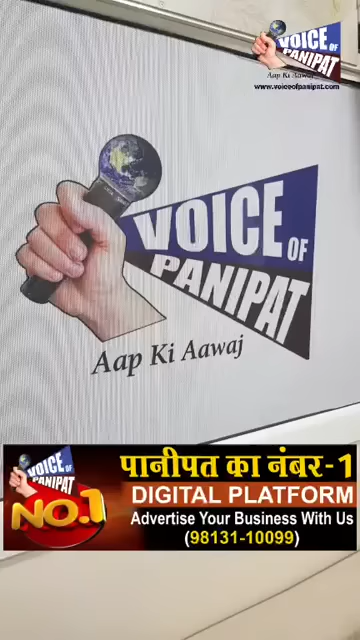 VOICE OF
PANIPAT
Aap Ki Aawaj
www.voiceofpanipat.com
VOICE OF
PANIPAT
Aap Ki Aawaj
VOICE OF
PANIPAT
NO.1
पानीपत का नंबर-1
DIGITAL PLATFORM
Advertise Your Business With Us
(98131-10099)